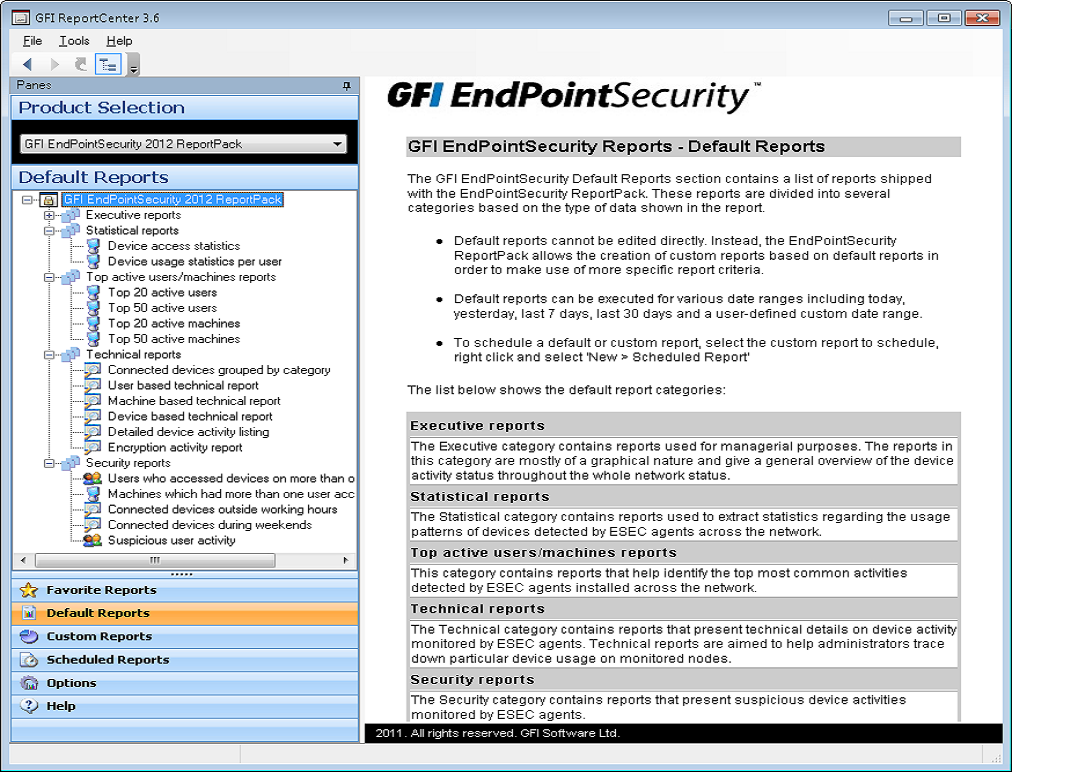 GFI ReportCenter 3.6
File Tools Help
Panes
Product Selection
GFI EndPointSecurity 2012 ReportPack
Default Reports
GFI EndPointSecurity 2012 ReportPack
Executive reports
Statistical reports
Device access statistics
Device usage statistics per user
Top active users/machines reports
Top 20 active users
Top 50 active users
Top 20 active machines
Top 50 active machines
Technical reports
Connected devices grouped by category
User based technical report
Machine based technical report
Device based technical report
Detailed device activity listing
Encryption activity report
Security reports
Users who accessed devices on more than o
Machines which had more than one user acc
Connected devices outside working hours
Connected devices during weekends
Suspicious user activity
Favorite Reports
Default Reports
Custom Reports
Scheduled Reports
Options
Help
GFI EndPointSecurity™
GFI EndPointSecurity Reports - Default Reports
The GFI EndPointSecurity Default Reports section contains a list of reports shipped
with the EndPointSecurity ReportPack. These reports are divided into several
categories based on the type of data shown in the report.
• Default reports cannot be edited directly. Instead, the EndPointSecurity
ReportPack allows the creation of custom reports based on default reports in
order to make use of more specific report criteria.
• Default reports can be executed for various date ranges including today,
yesterday, last 7 days, last 30 days and a user-defined custom date range.
• To schedule a default or custom report, select the custom report to schedule,
right click and select 'New > Scheduled Report'
The list below shows the default report categories:
Executive reports
The Executive category contains reports used for managerial purposes. The reports in
this category are mostly of a graphical nature and give a general overview of the device
activity status throughout the whole network status.
Statistical reports
The Statistical category contains reports used to extract statistics regarding the usage
patterns of devices detected by ESEC agents across the network.
Top active users/machines reports
This category contains reports that help identify the top most common activities
detected by ESEC agents installed across the network.
Technical reports
The Technical category contains reports that present technical details on device activity
monitored by ESEC agents. Technical reports are aimed to help administrators trace
down particular device usage on monitored nodes.
Security reports
The Security category contains reports that present suspicious device activities
monitored by ESEC agents.
2011. All rights reserved. GFI Software Ltd.